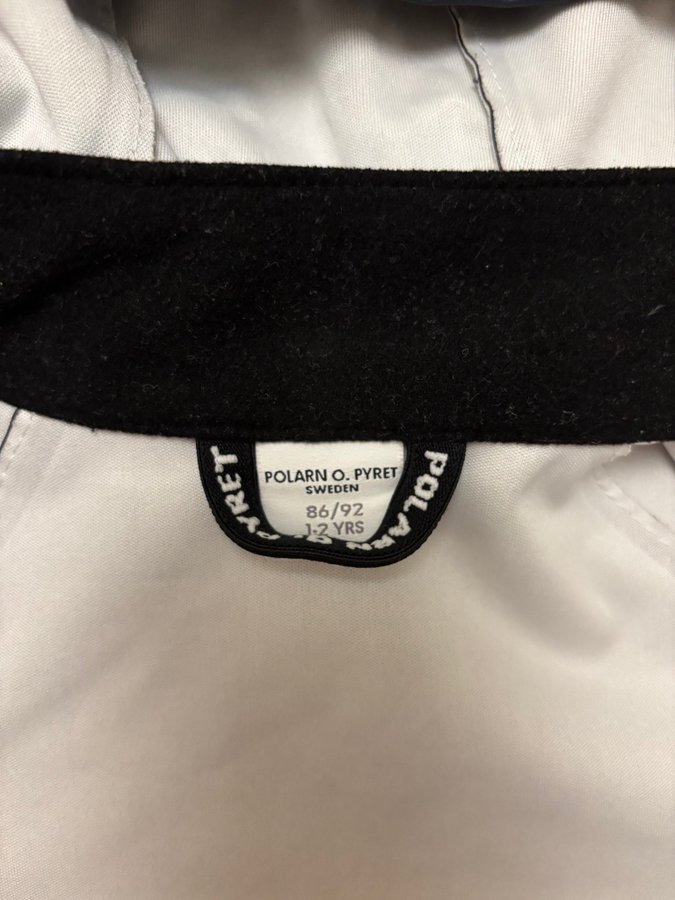 POLARN O. PYRET
SWEDEN
86/92
1-2 YRS
POLARN O. PYRET